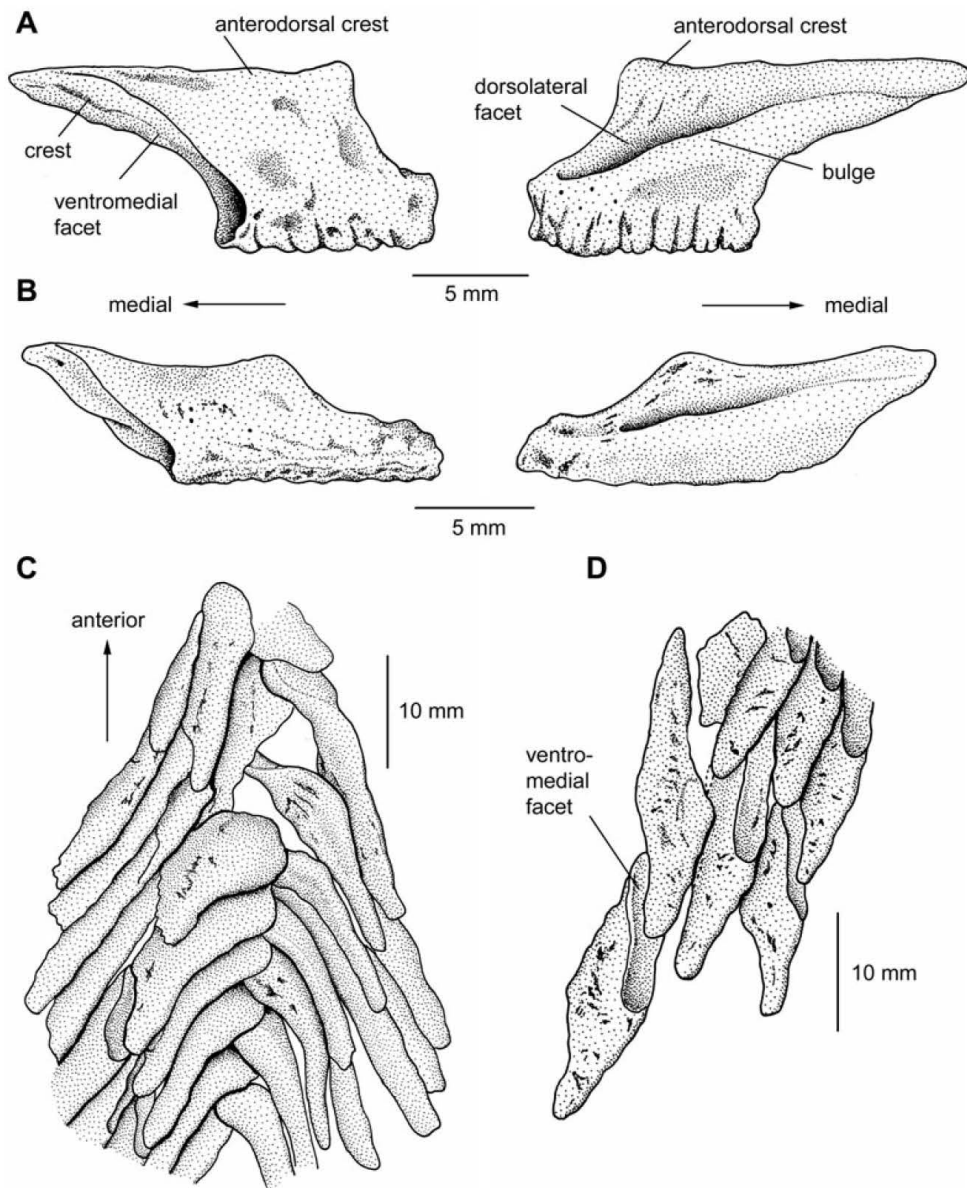 A
anterodorsal crest
anterodorsal crest
dorsolateral
facet
crest
ventromedial
facet
bulge
5 mm
B
medial
medial
5 mm
C
anterior
10 mm
D
ventro-
medial
facet
10 mm